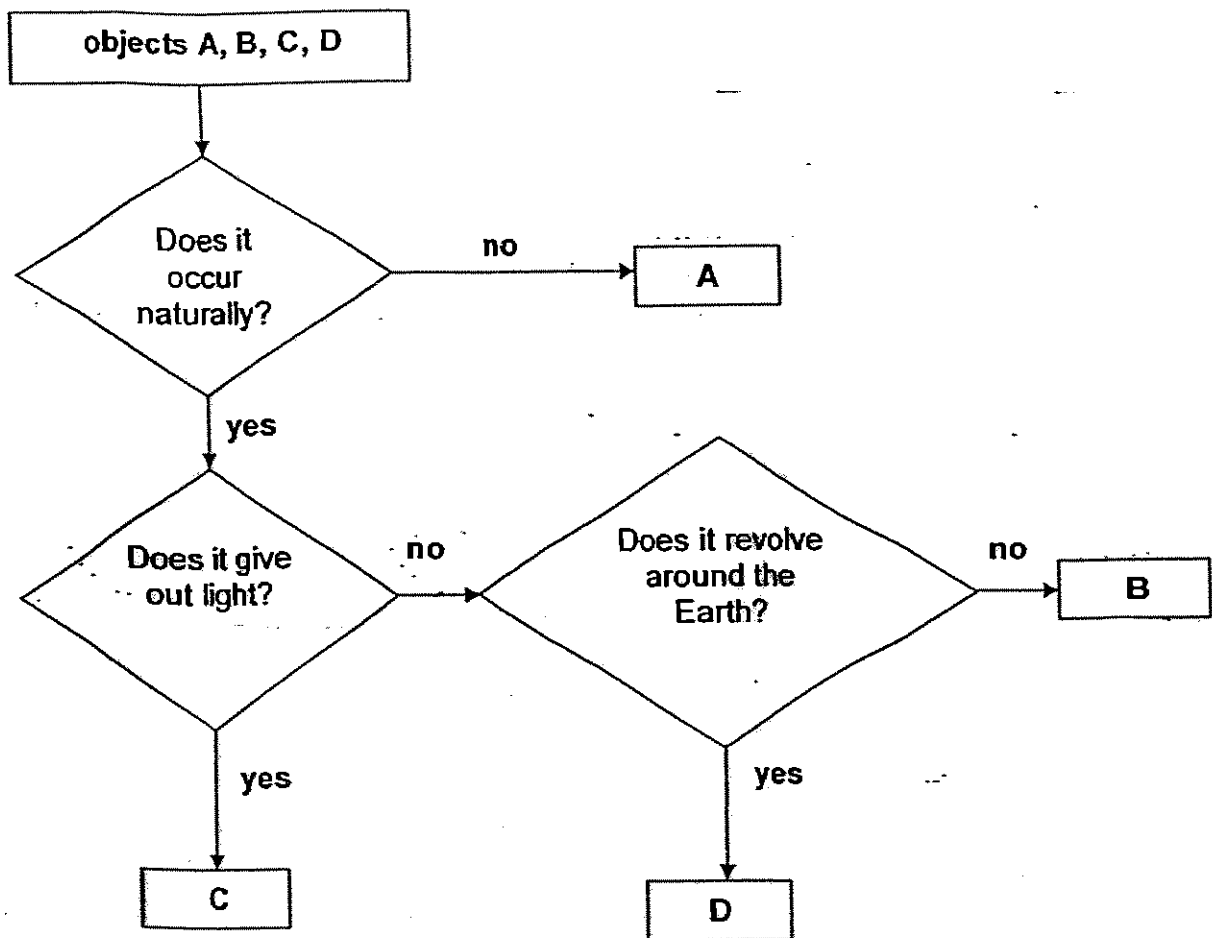 objects A, B, C, D
Does it
occur
naturally?
no
A
yes
Does it give
out light?
no
Does it revolve
around the
Earth?
no
B
yes
C
yes
D